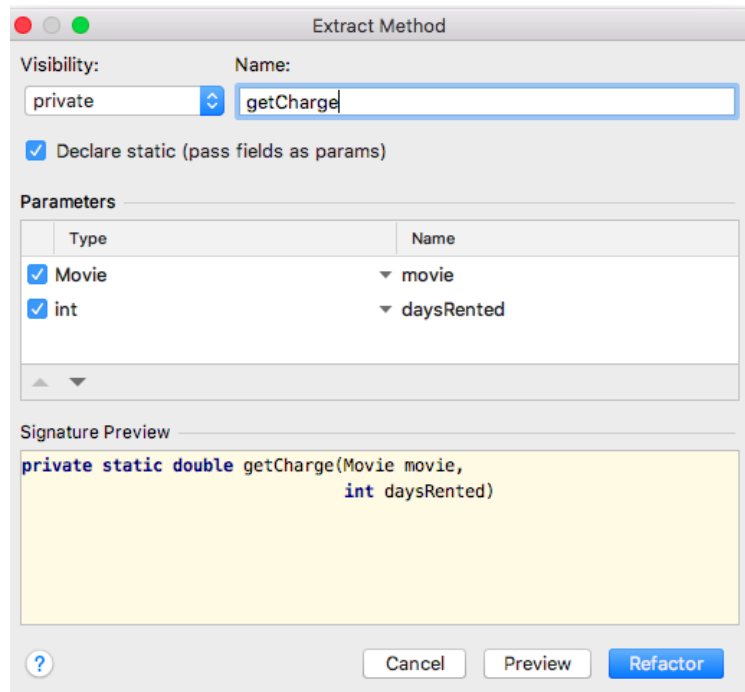 Extract Method
Visibility: Name:
private getCharge
Declare static (pass fields as params)
Parameters
Type Name
Movie movie
int daysRented
Signature Preview
private static double getCharge(Movie movie,
int daysRented)
? Cancel Preview Refactor